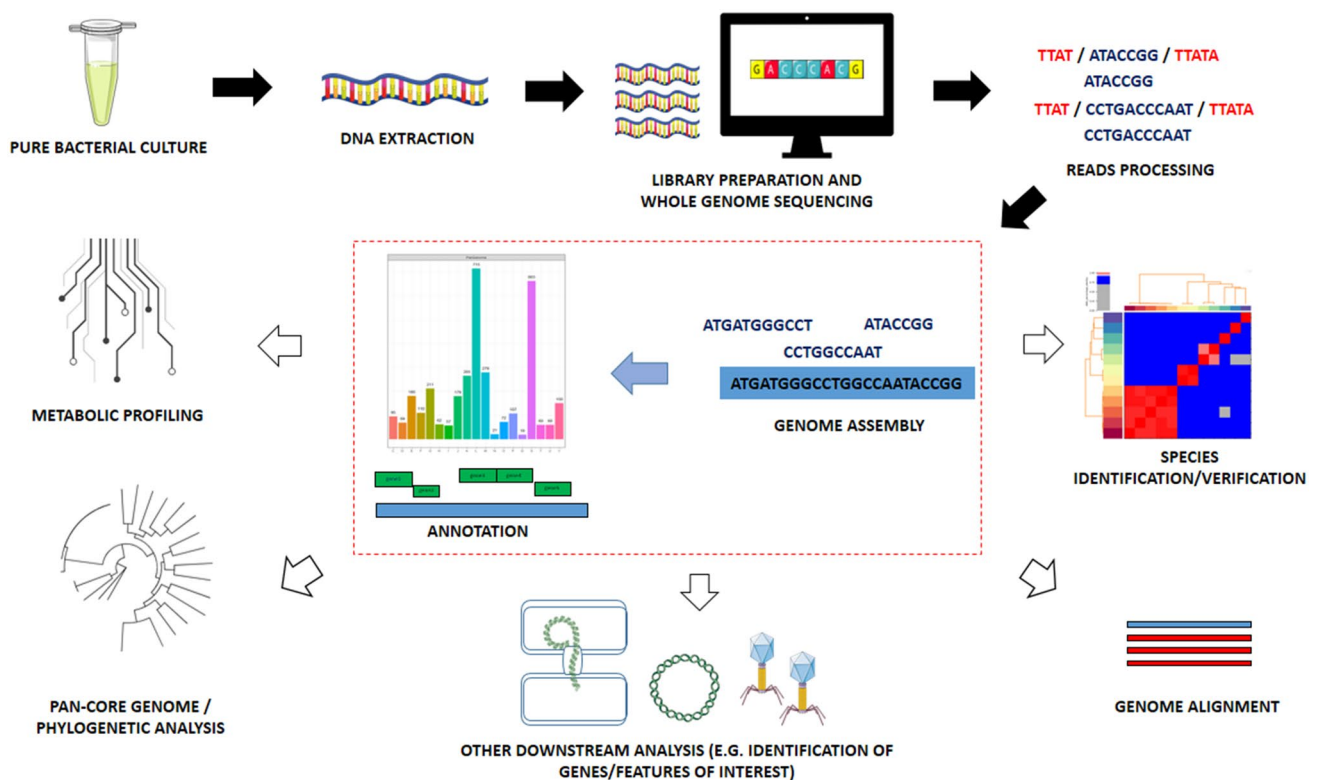 PURE BACTERIAL CULTURE
DNA EXTRACTION
G A C C C A C G
LIBRARY PREPARATION AND
WHOLE GENOME SEQUENCING
TTAT / ATACCGG / TTATA
ATACCGG
TTAT / CCTGACCCAAT / TTATA
CCTGACCCAAT
READS PROCESSING
METABOLIC PROFILING
ANNOTATION
ATGATGGGCCT ATACCGG
CCTGGCCAAT
ATGATGGGCCTGGCCAATACCGG
GENOME ASSEMBLY
SPECIES
IDENTIFICATION/VERIFICATION
PAN-CORE GENOME /
PHYLOGENETIC ANALYSIS
OTHER DOWNSTREAM ANALYSIS (E.G. IDENTIFICATION OF
GENES/FEATURES OF INTEREST)
GENOME ALIGNMENT